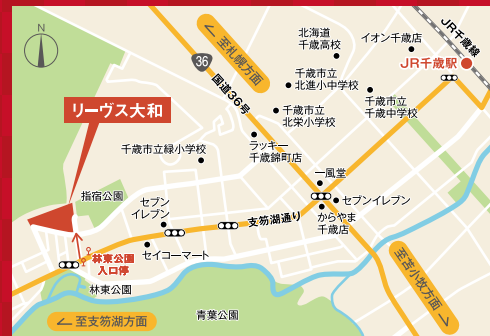 N
至札幌方面
36
国道36号
北海道
千歳高校
イオン千歳店
JR千歳線
JR千歳駅
千歳市立
北進小中学校
千歳市立
千歳中学校
千歳市立
北栄小学校
リーヴス大和
ラッキー
千歳錦町店
千歳市立緑小学校
一風堂
指宿公園
セブン
イレブン
セブンイレブン
支笏湖通り
からやま
千歳店
セイコーマート
林東公園
入口停
林東公園
至苫小牧方面
至支笏湖方面
青葉公園